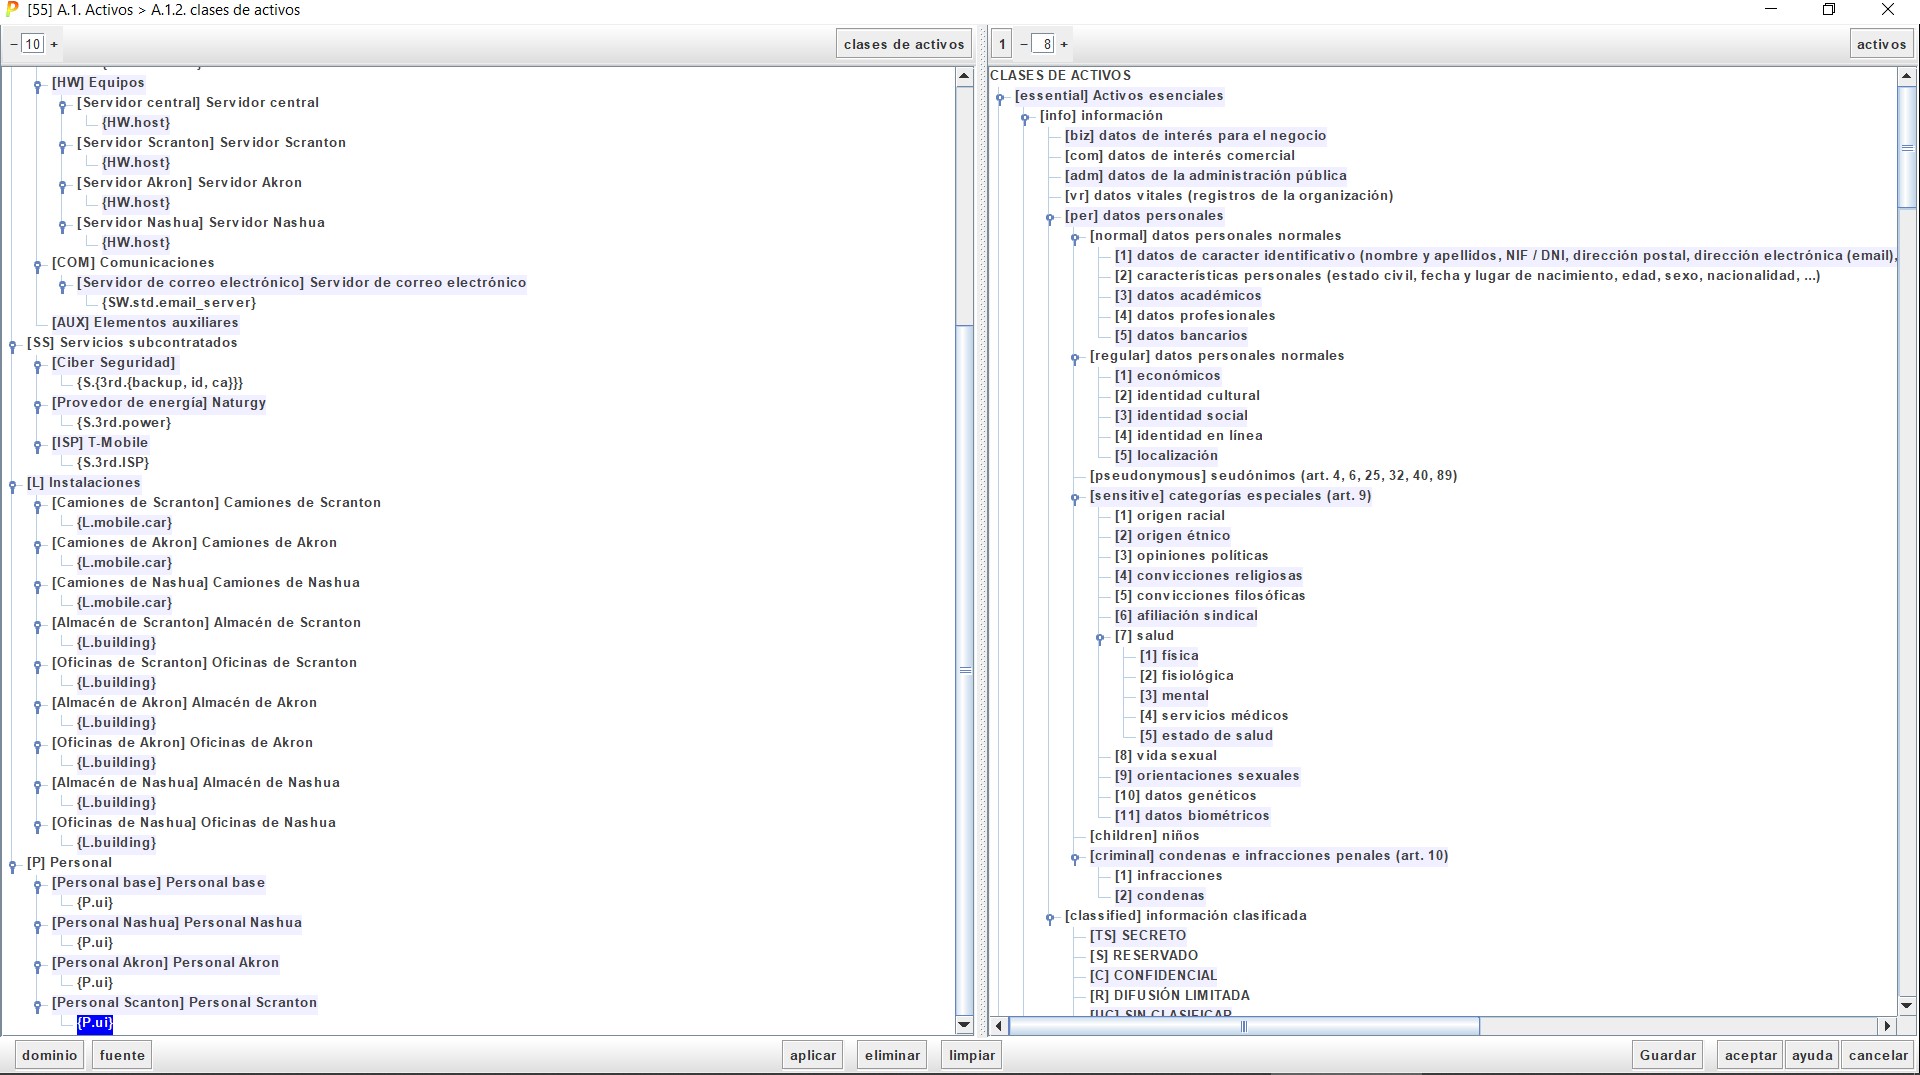 [55] A.1. Activos > A.1.2. clases de activos
− 10 +
clases de activos
[HW] Equipos
[Servidor central] Servidor central
{HW.host}
[Servidor Scranton] Servidor Scranton
{HW.host}
[Servidor Akron] Servidor Akron
{HW.host}
[Servidor Nashua] Servidor Nashua
{HW.host}
[COM] Comunicaciones
[Servidor de correo electrónico] Servidor de correo electrónico
{SW.std.email_server}
[AUX] Elementos auxiliares
[SS] Servicios subcontratados
[Ciber Seguridad]
{S.{3rd.{backup, id, ca}}}
[Provedor de energía] Naturgy
{S.3rd.power}
[ISP] T-Mobile
{S.3rd.ISP}
[L] Instalaciones
[Camiones de Scranton] Camiones de Scranton
{L.mobile.car}
[Camiones de Akron] Camiones de Akron
{L.mobile.car}
[Camiones de Nashua] Camiones de Nashua
{L.mobile.car}
[Almacén de Scranton] Almacén de Scranton
{L.building}
[Oficinas de Scranton] Oficinas de Scranton
{L.building}
[Almacén de Akron] Almacén de Akron
{L.building}
[Oficinas de Akron] Oficinas de Akron
{L.building}
[Almacén de Nashua] Almacén de Nashua
{L.building}
[Oficinas de Nashua] Oficinas de Nashua
{L.building}
[P] Personal
[Personal base] Personal base
{P.ui}
[Personal Nashua] Personal Nashua
{P.ui}
[Personal Akron] Personal Akron
{P.ui}
[Personal Scanton] Personal Scranton
{P.ui}
1 − 8 +
activos
CLASES DE ACTIVOS
[essential] Activos esenciales
[info] información
[biz] datos de interés para el negocio
[com] datos de interés comercial
[adm] datos de la administración pública
[vr] datos vitales (registros de la organización)
[per] datos personales
[normal] datos personales normales
[1] datos de caracter identificativo (nombre y apellidos, NIF / DNI, dirección postal, dirección electrónica (email),
[2] características personales (estado civil, fecha y lugar de nacimiento, edad, sexo, nacionalidad, ...)
[3] datos académicos
[4] datos profesionales
[5] datos bancarios
[regular] datos personales normales
[1] económicos
[2] identidad cultural
[3] identidad social
[4] identidad en línea
[5] localización
[pseudonymous] seudónimos (art. 4, 6, 25, 32, 40, 89)
[sensitive] categorías especiales (art. 9)
[1] origen racial
[2] origen étnico
[3] opiniones políticas
[4] convicciones religiosas
[5] convicciones filosóficas
[6] afiliación sindical
[7] salud
[1] física
[2] fisiológica
[3] mental
[4] servicios médicos
[5] estado de salud
[8] vida sexual
[9] orientaciones sexuales
[10] datos genéticos
[11] datos biométricos
[children] niños
[criminal] condenas e infracciones penales (art. 10)
[1] infracciones
[2] condenas
[classified] información clasificada
[TS] SECRETO
[S] RESERVADO
[C] CONFIDENCIAL
[R] DIFUSIÓN LIMITADA
[UC] SIN CLASIFICAR
dominio
fuente
aplicar
eliminar
limpiar
Guardar
aceptar
ayuda
cancelar